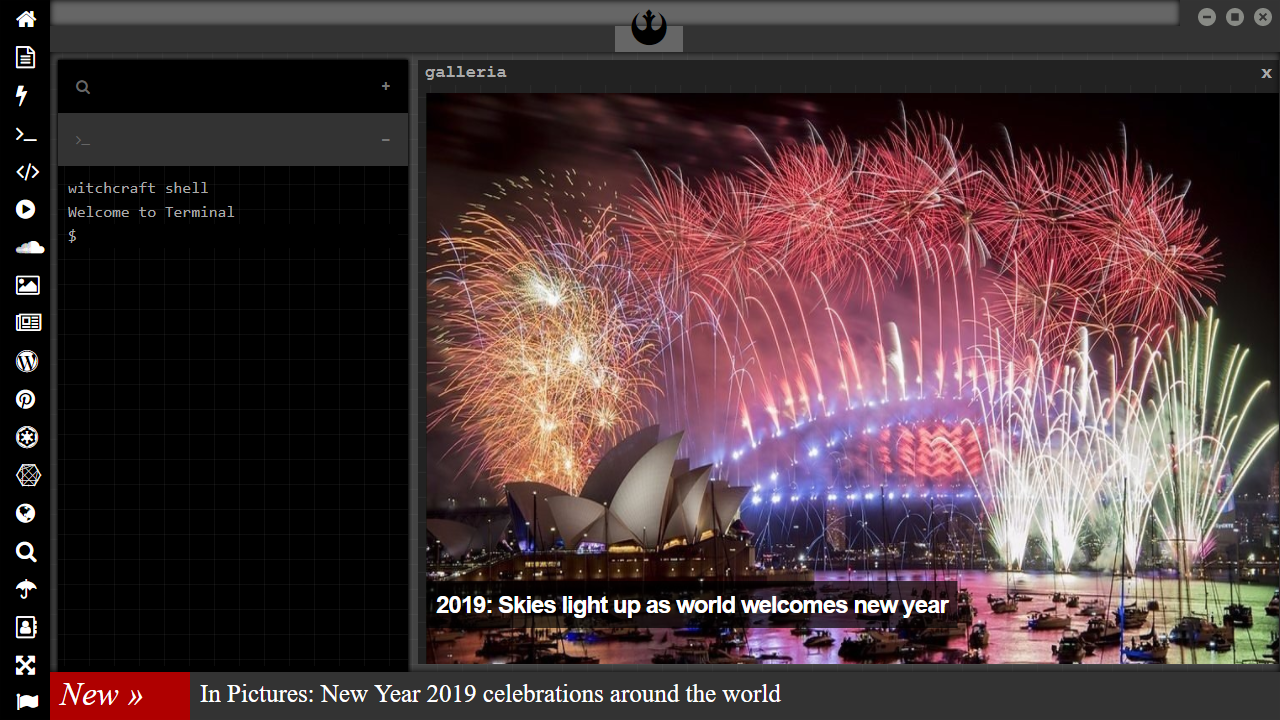 galleria
x
+
>_
−
witchcraft shell
Welcome to Terminal
$
2019: Skies light up as world welcomes new year
New »
In Pictures: New Year 2019 celebrations around the world